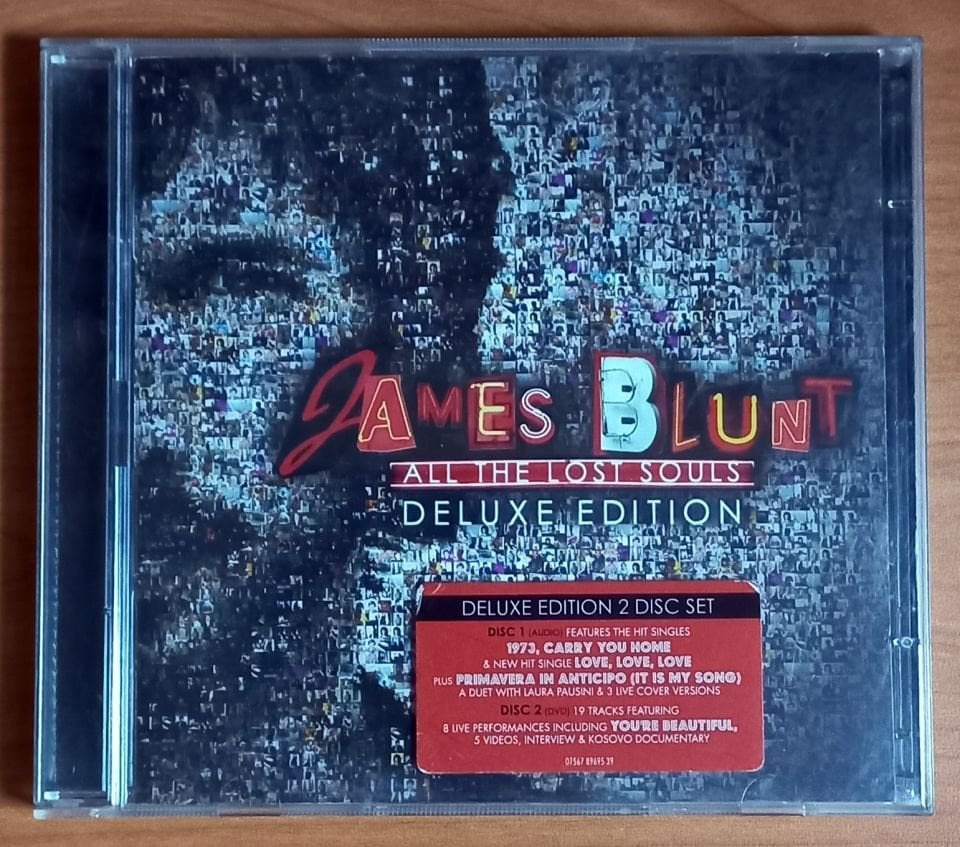 JAMES BLUNT
ALL THE LOST SOULS
DELUXE EDITION
DELUXE EDITION 2 DISC SET
DISC 1 (AUDIO) FEATURES THE HIT SINGLES
1973, CARRY YOU HOME
& NEW HIT SINGLE LOVE, LOVE, LOVE
PLUS PRIMAVERA IN ANTICIPO (IT IS MY SONG)
A DUET WITH LAURA PAUSINI & 3 LIVE COVER VERSIONS
DISC 2 (DVD) 19 TRACKS FEATURING
8 LIVE PERFORMANCES INCLUDING YOU'RE BEAUTIFUL,
5 VIDEOS, INTERVIEW & KOSOVO DOCUMENTARY
07567 89695 39